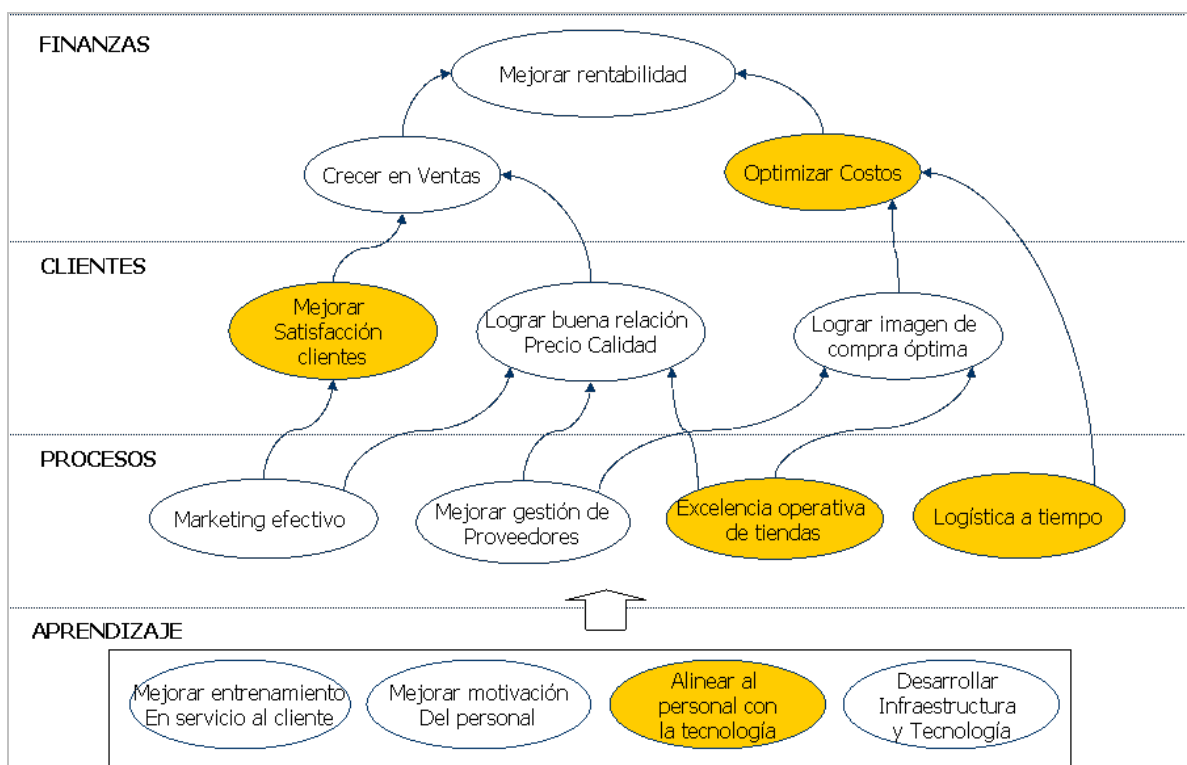 FINANZAS
Mejorar rentabilidad
Crecer en Ventas
Optimizar Costos
CLIENTES
Mejorar
Satisfacción
clientes
Lograr buena relación
Precio Calidad
Lograr imagen de
compra óptima
PROCESOS
Marketing efectivo
Mejorar gestión de
Proveedores
Excelencia operativa
de tiendas
Logística a tiempo
APRENDIZAJE
Mejorar entrenamiento
En servicio al cliente
Mejorar motivación
Del personal
Alinear al
personal con
la tecnología
Desarrollar
Infraestructura
y Tecnología